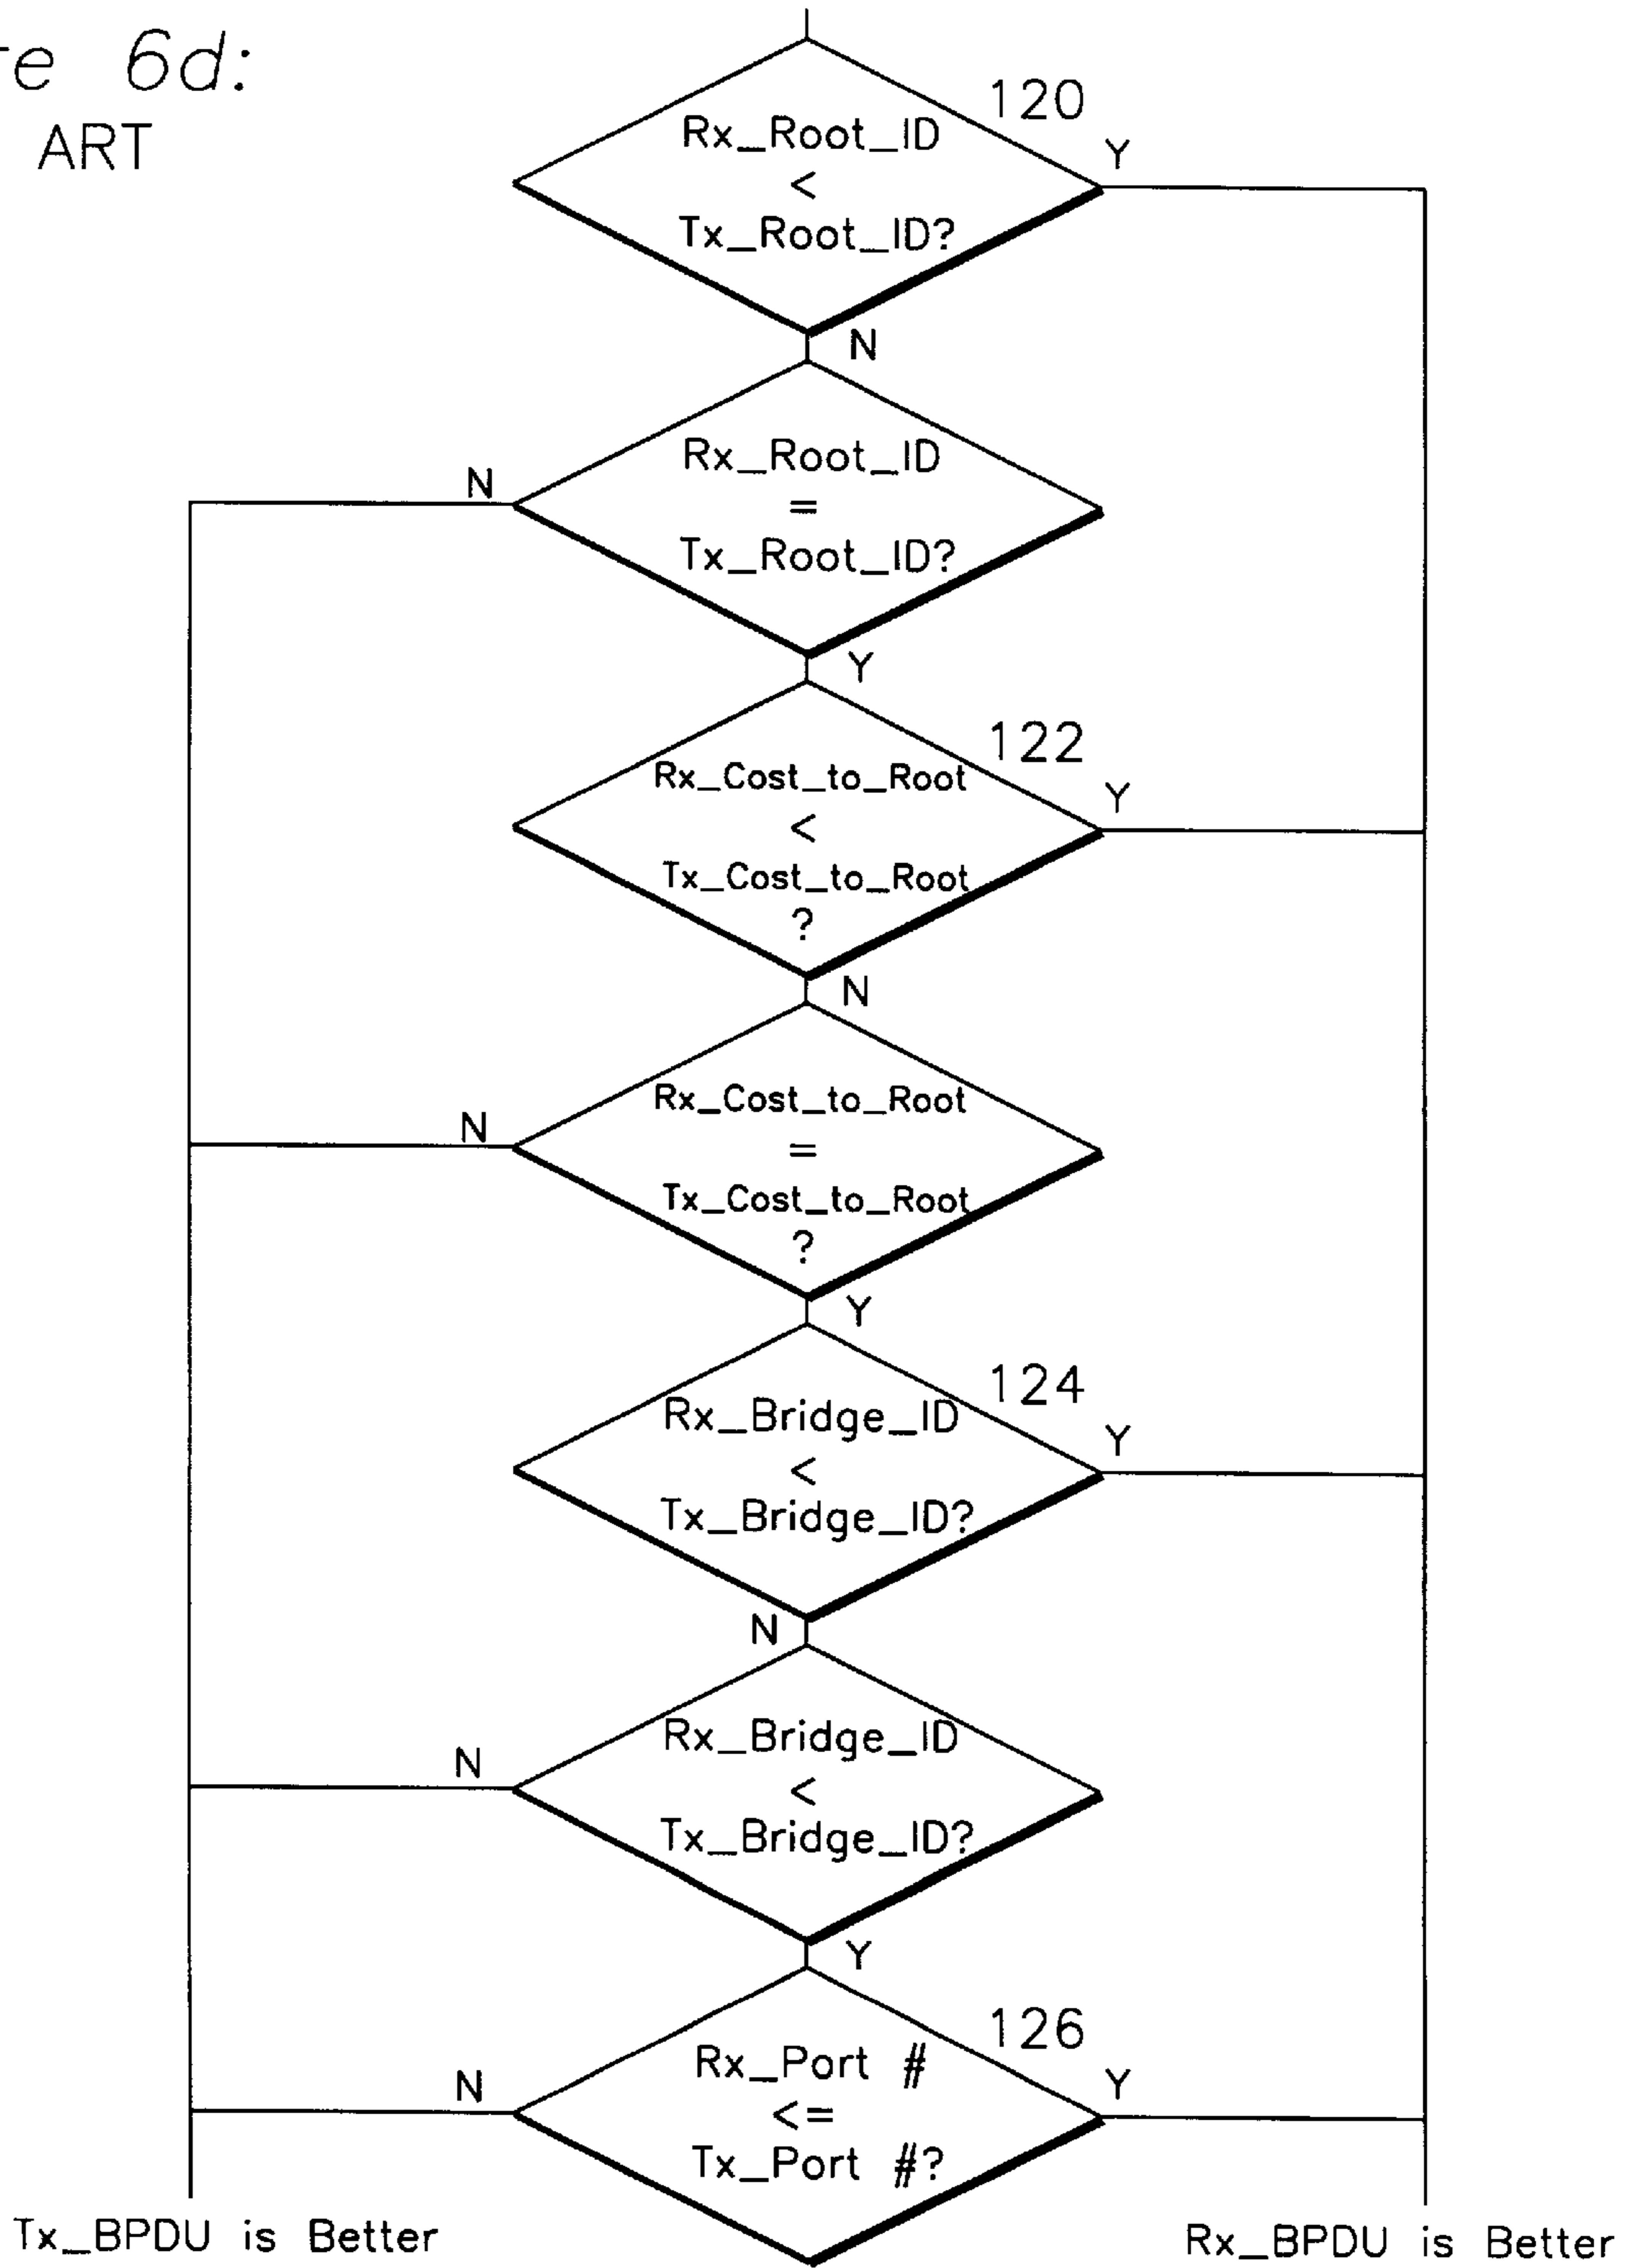 6d:
ART
120
Rx_Root_ID
<
Tx_Root_ID?
Y
N
Rx_Root_ID
=
Tx_Root_ID?
N
Y
122
Rx_Cost_to_Root
<
Tx_Cost_to_Root
?
Y
N
Rx_Cost_to_Root
=
Tx_Cost_to_Root
?
N
Y
124
Rx_Bridge_ID
<
Tx_Bridge_ID?
Y
N
Rx_Bridge_ID
<
Tx_Bridge_ID?
N
Y
126
Rx_Port #
<=
Tx_Port #?
N
Y
Tx_BPDU is Better
Rx_BPDU is Better